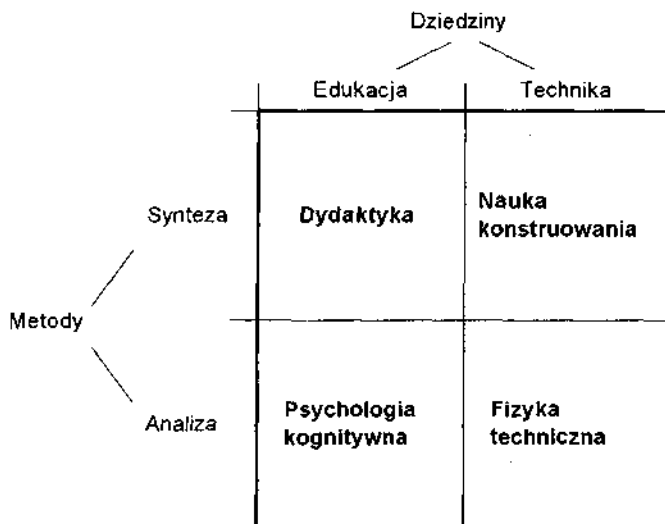 Dziedziny
Edukacja Technika
Synteza Dydaktyka Nauka
konstruowania
Metody
Analiza Psychologia
kognitywna Fizyka
techniczna